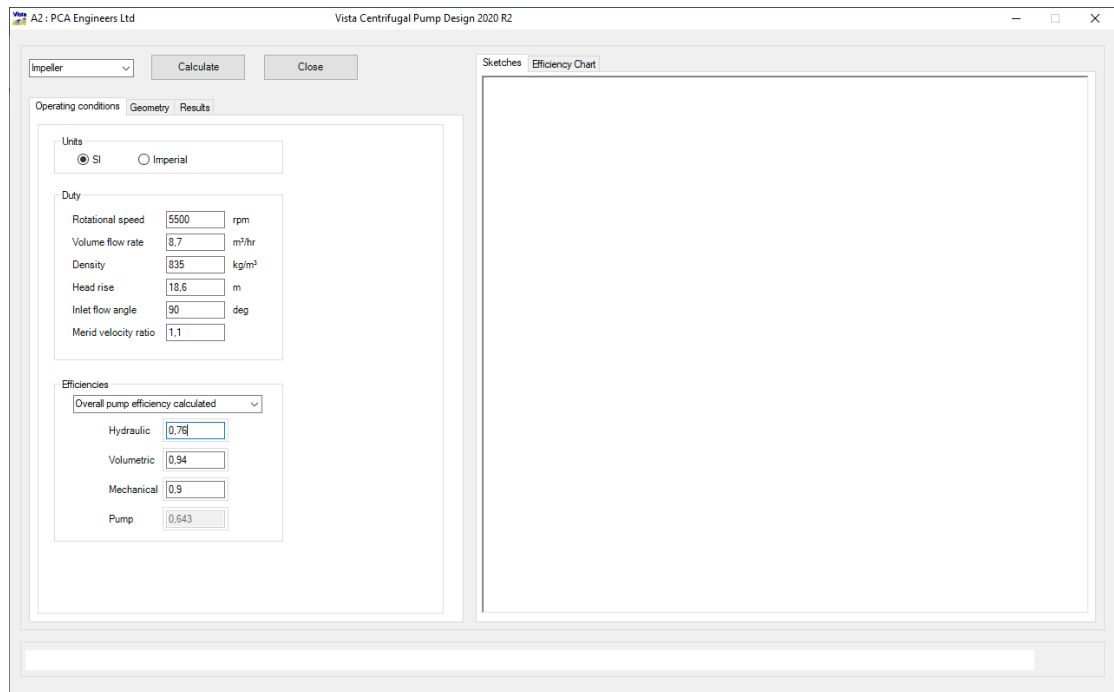 Vista A2 : PCA Engineers Ltd Vista Centrifugal Pump Design 2020 R2
Impeller Calculate Close
Sketches Efficiency Chart
Operating conditions Geometry Results
Units
SI Imperial
Duty
Rotational speed 5500 rpm
Volume flow rate 8,7 m³/hr
Density 835 kg/m³
Head rise 18,6 m
Inlet flow angle 90 deg
Merid velocity ratio 1,1
Efficiencies
Overall pump efficiency calculated
Hydraulic 0,76
Volumetric 0,94
Mechanical 0,9
Pump 0,643